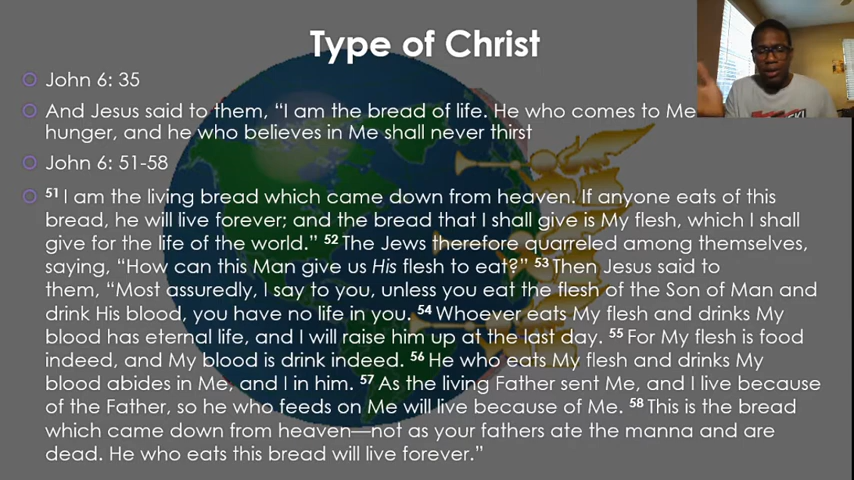 Type of Christ
John 6: 35
And Jesus said to them, “I am the bread of life. He who comes to Me
hunger, and he who believes in Me shall never thirst
John 6: 51-58
51 I am the living bread which came down from heaven. If anyone eats of this
bread, he will live forever; and the bread that I shall give is My flesh, which I shall
give for the life of the world.” 52 The Jews therefore quarreled among themselves,
saying, “How can this Man give us His flesh to eat?” 53 Then Jesus said to
them, “Most assuredly, I say to you, unless you eat the flesh of the Son of Man and
drink His blood, you have no life in you. 54 Whoever eats My flesh and drinks My
blood has eternal life, and I will raise him up at the last day. 55 For My flesh is food
indeed, and My blood is drink indeed. 56 He who eats My flesh and drinks My
blood abides in Me, and I in him. 57 As the living Father sent Me, and I live because
of the Father, so he who feeds on Me will live because of Me. 58 This is the bread
which came down from heaven—not as your fathers ate the manna and are
dead. He who eats this bread will live forever.”